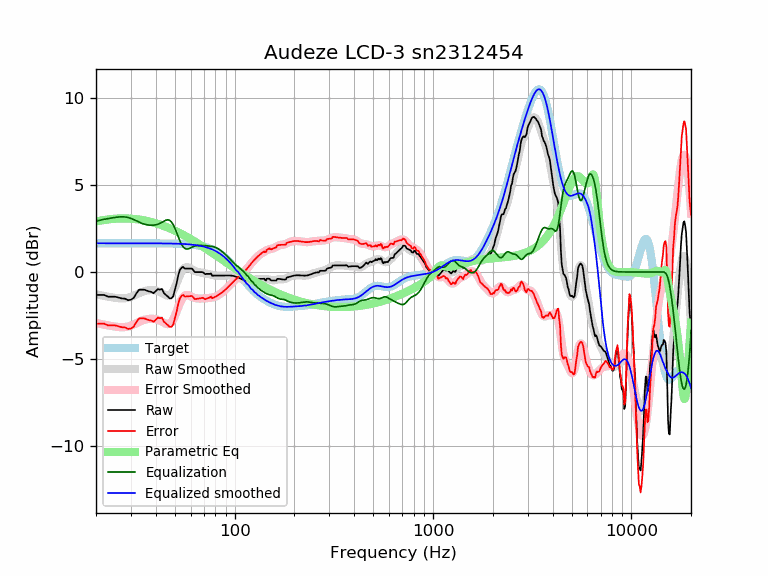 Audeze LCD-3 sn2312454
Amplitude (dBr)
10
5
0
−5
−10
Target
Raw Smoothed
Error Smoothed
Raw
Error
Parametric Eq
Equalization
Equalized smoothed
100 1000 10000
Frequency (Hz)